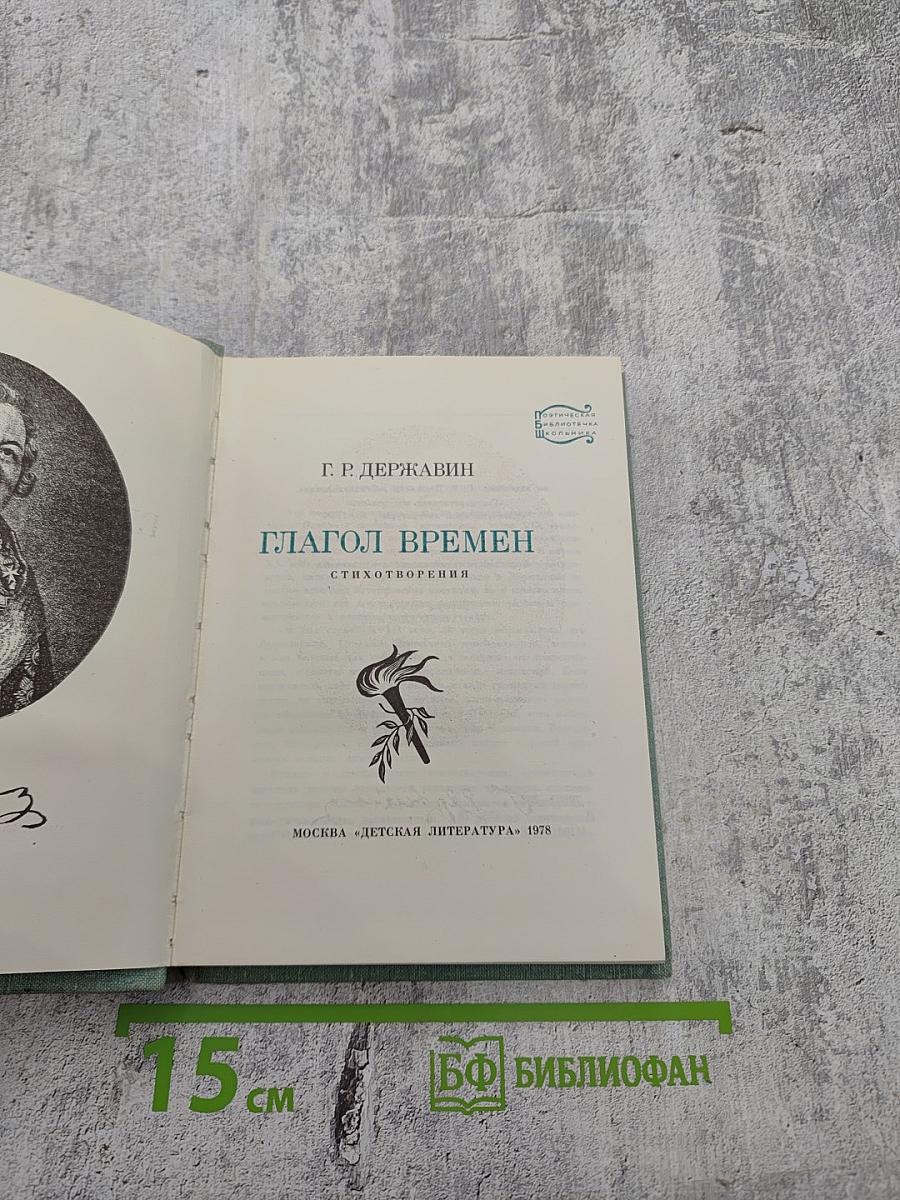 ПОЭТИЧЕСКАЯ
БИБЛИОТЕЧКА
ШКОЛЬНИКА
Г. Р. ДЕРЖАВИН
ГЛАГОЛ ВРЕМЕН
СТИХОТВОРЕНИЯ
МОСКВА «ДЕТСКАЯ ЛИТЕРАТУРА» 1978
15 СМ
БФ БИБЛИОФАН